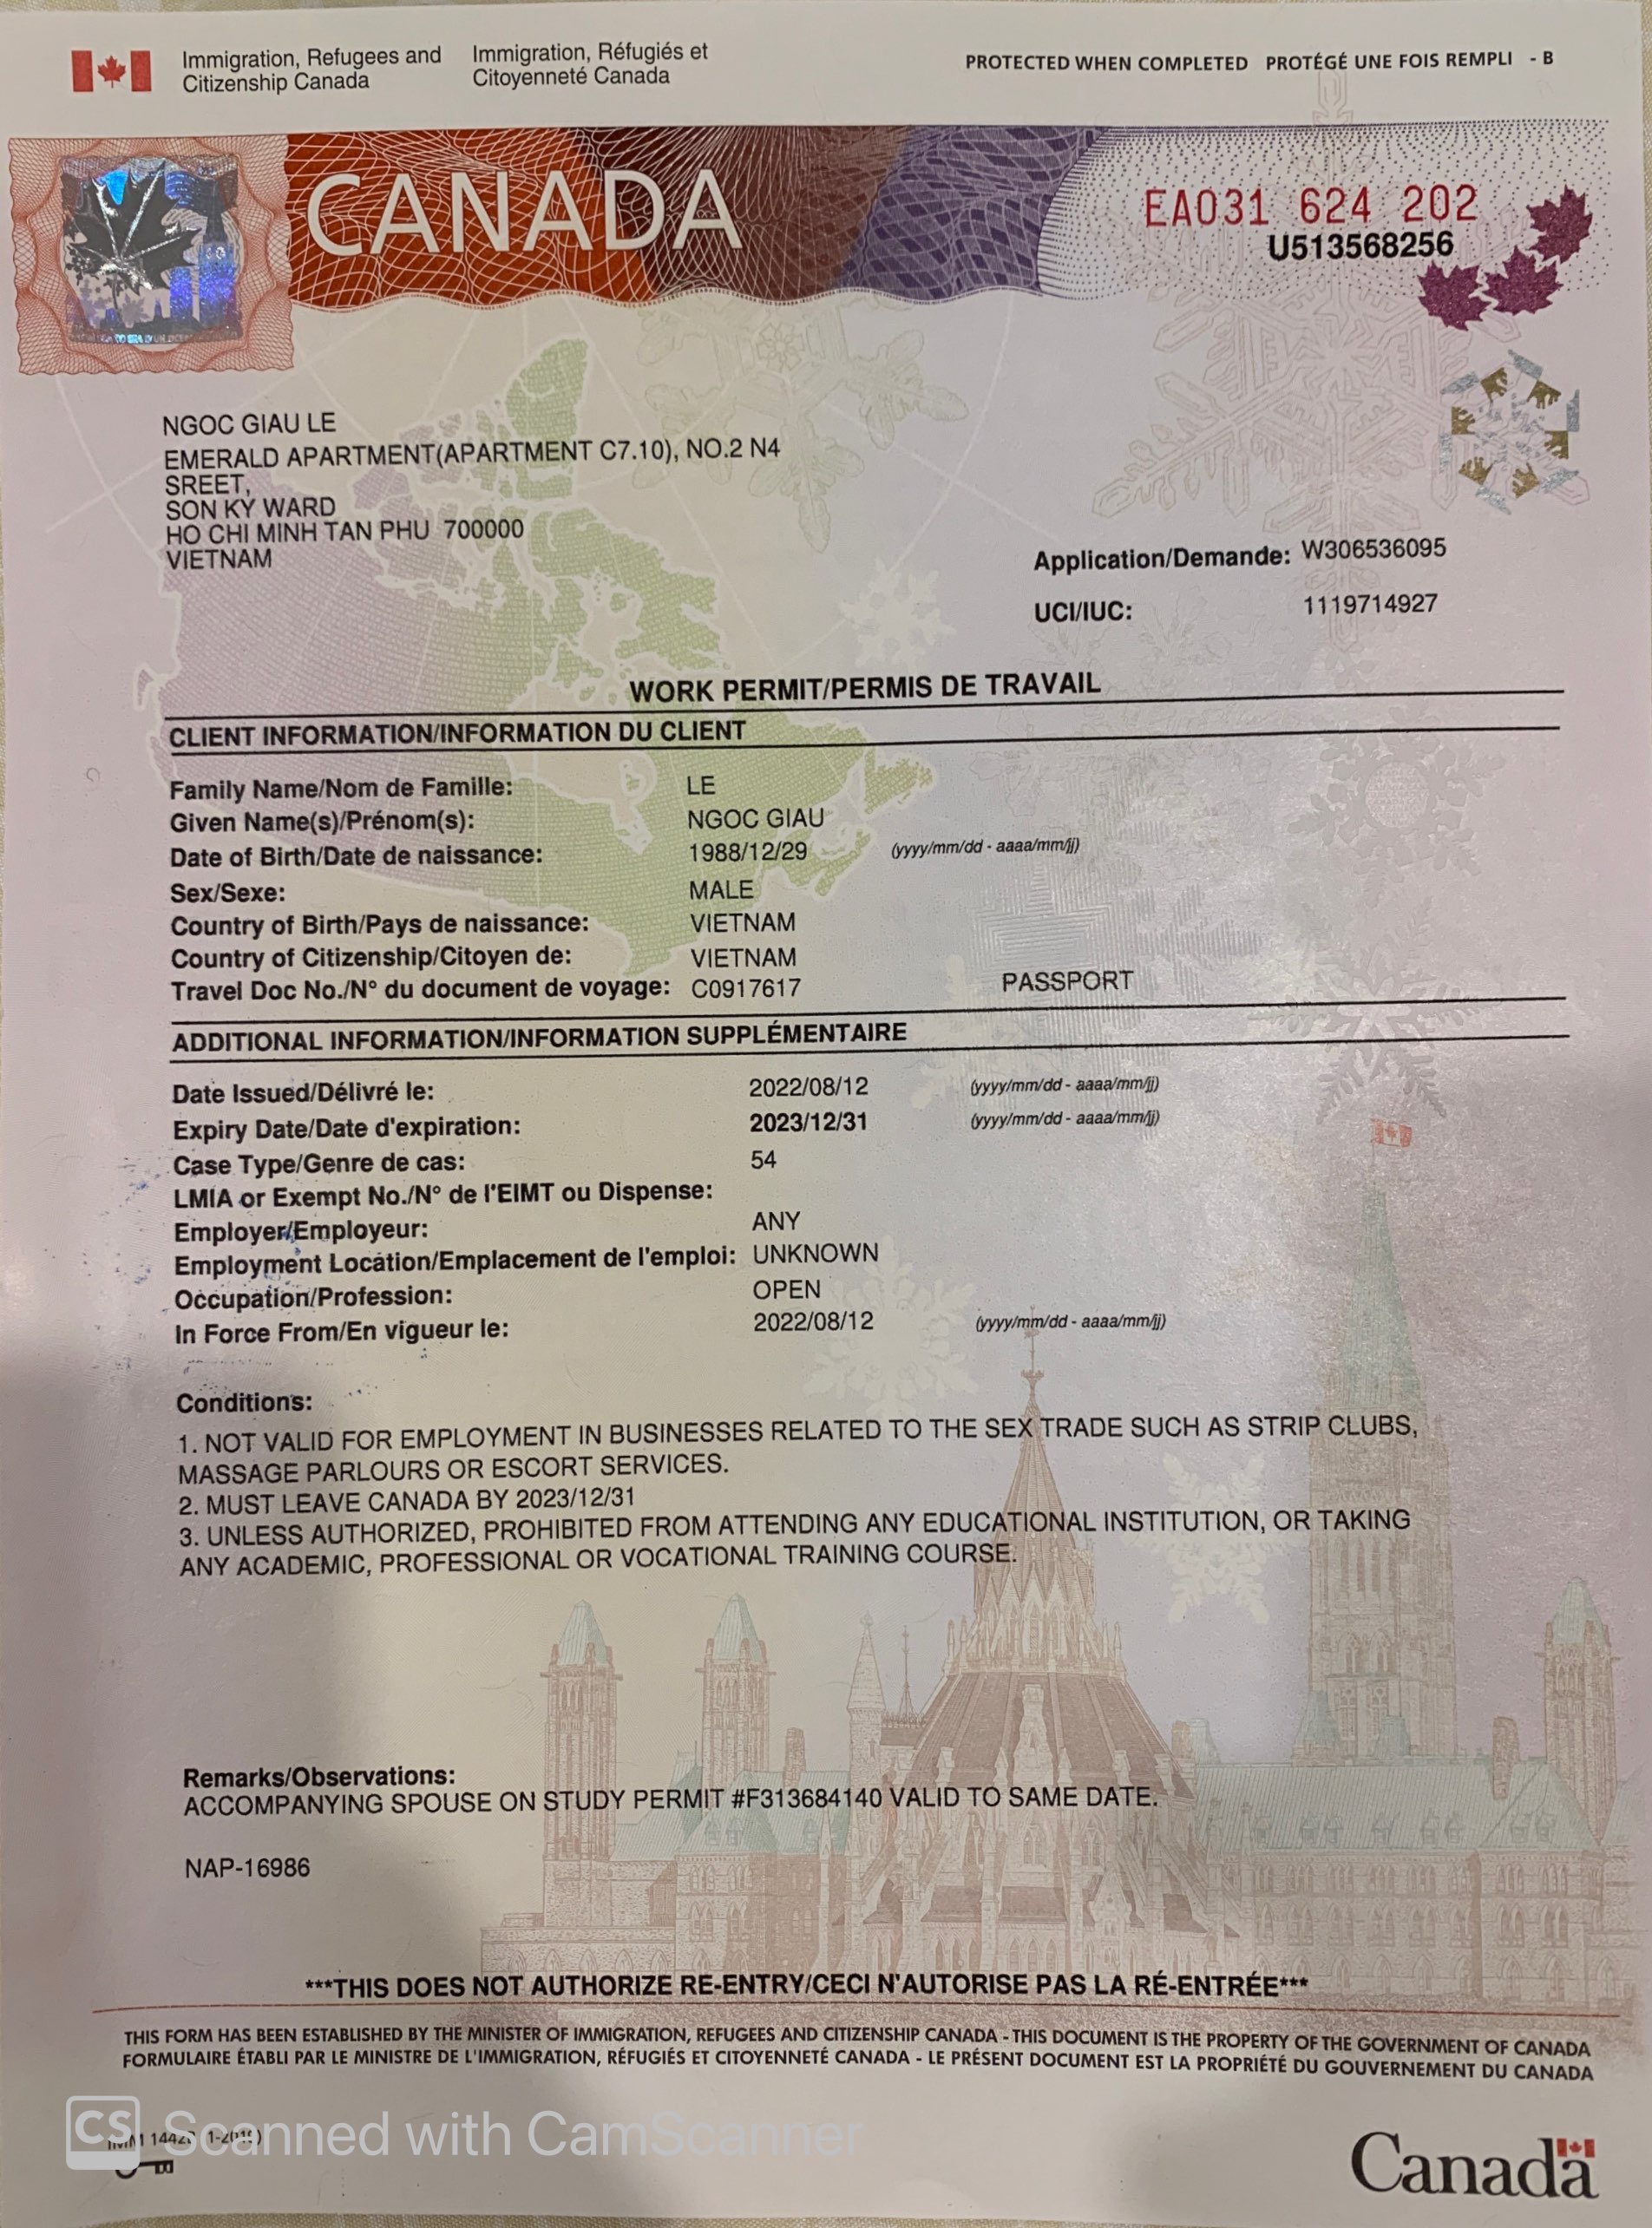 Immigration, Refugees and Citizenship Canada
Immigration, Réfugiés et Citoyenneté Canada
PROTECTED WHEN COMPLETED PROTÉGÉ UNE FOIS REMPLI - B
CANADA
EA031 624 202
U513568256
NGOC GIAU LE
EMERALD APARTMENT(APARTMENT C7.10), NO.2 N4
SREET,
SON KY WARD
HO CHI MINH TAN PHU 700000
VIETNAM
Application/Demande: W306536095
UCI/IUC: 1119714927
WORK PERMIT/PERMIS DE TRAVAIL
CLIENT INFORMATION/INFORMATION DU CLIENT
Family Name/Nom de Famille: LE
Given Name(s)/Prénom(s): NGOC GIAU
Date of Birth/Date de naissance: 1988/12/29 (yyyy/mm/dd - aaaa/mm/jj)
Sex/Sexe: MALE
Country of Birth/Pays de naissance: VIETNAM
Country of Citizenship/Citoyen de: VIETNAM
Travel Doc No./N° du document de voyage: C0917617 PASSPORT
ADDITIONAL INFORMATION/INFORMATION SUPPLÉMENTAIRE
Date Issued/Délivré le: 2022/08/12 (yyyy/mm/dd - aaaa/mm/jj)
Expiry Date/Date d'expiration: 2023/12/31 (yyyy/mm/dd - aaaa/mm/jj)
Case Type/Genre de cas: 54
LMIA or Exempt No./N° de l'EIMT ou Dispense:
Employer/Employeur: ANY
Employment Location/Emplacement de l'emploi: UNKNOWN
Occupation/Profession: OPEN
In Force From/En vigueur le: 2022/08/12 (yyyy/mm/dd - aaaa/mm/jj)
Conditions:
1. NOT VALID FOR EMPLOYMENT IN BUSINESSES RELATED TO THE SEX TRADE SUCH AS STRIP CLUBS,
MASSAGE PARLOURS OR ESCORT SERVICES.
2. MUST LEAVE CANADA BY 2023/12/31
3. UNLESS AUTHORIZED, PROHIBITED FROM ATTENDING ANY EDUCATIONAL INSTITUTION, OR TAKING
ANY ACADEMIC, PROFESSIONAL OR VOCATIONAL TRAINING COURSE.
Remarks/Observations:
ACCOMPANYING SPOUSE ON STUDY PERMIT #F313684140 VALID TO SAME DATE.
NAP-16986
***THIS DOES NOT AUTHORIZE RE-ENTRY/CECI N'AUTORISE PAS LA RÉ-ENTRÉE***
THIS FORM HAS BEEN ESTABLISHED BY THE MINISTER OF IMMIGRATION, REFUGEES AND CITIZENSHIP CANADA - THIS DOCUMENT IS THE PROPERTY OF THE GOVERNMENT OF CANADA
FORMULAIRE ÉTABLI PAR LE MINISTRE DE L'IMMIGRATION, RÉFUGIÉS ET CITOYENNETÉ CANADA - LE PRÉSENT DOCUMENT EST LA PROPRIÉTÉ DU GOUVERNEMENT DU CANADA
CS Scanned with CamScanner
Canada